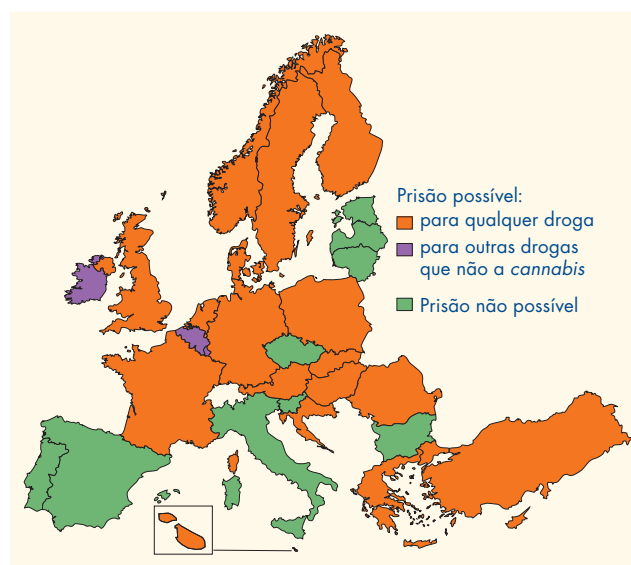 Prisão possível:
para qualquer droga
para outras drogas
que não a cannabis
Prisão não possível